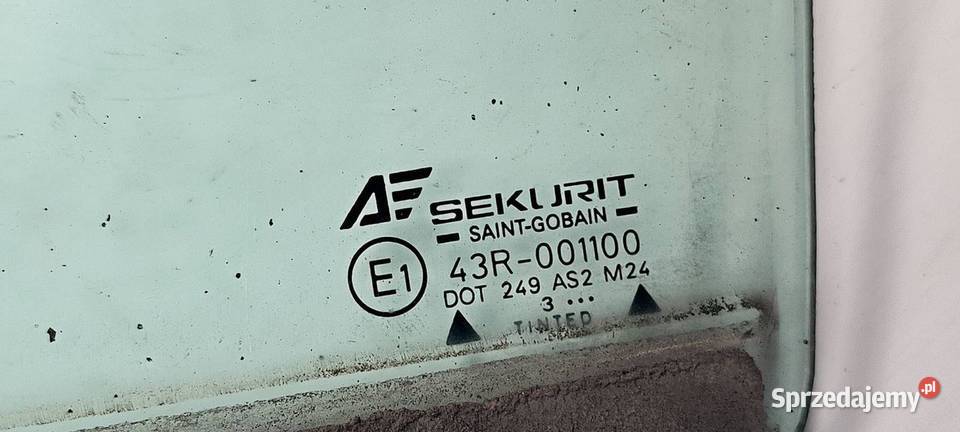 AF SEKURIT
SAINT-GOBAIN
E1 43R-001100
DOT 249 AS2 M24
3 ...
TINTED
Sprzedajemy.pl